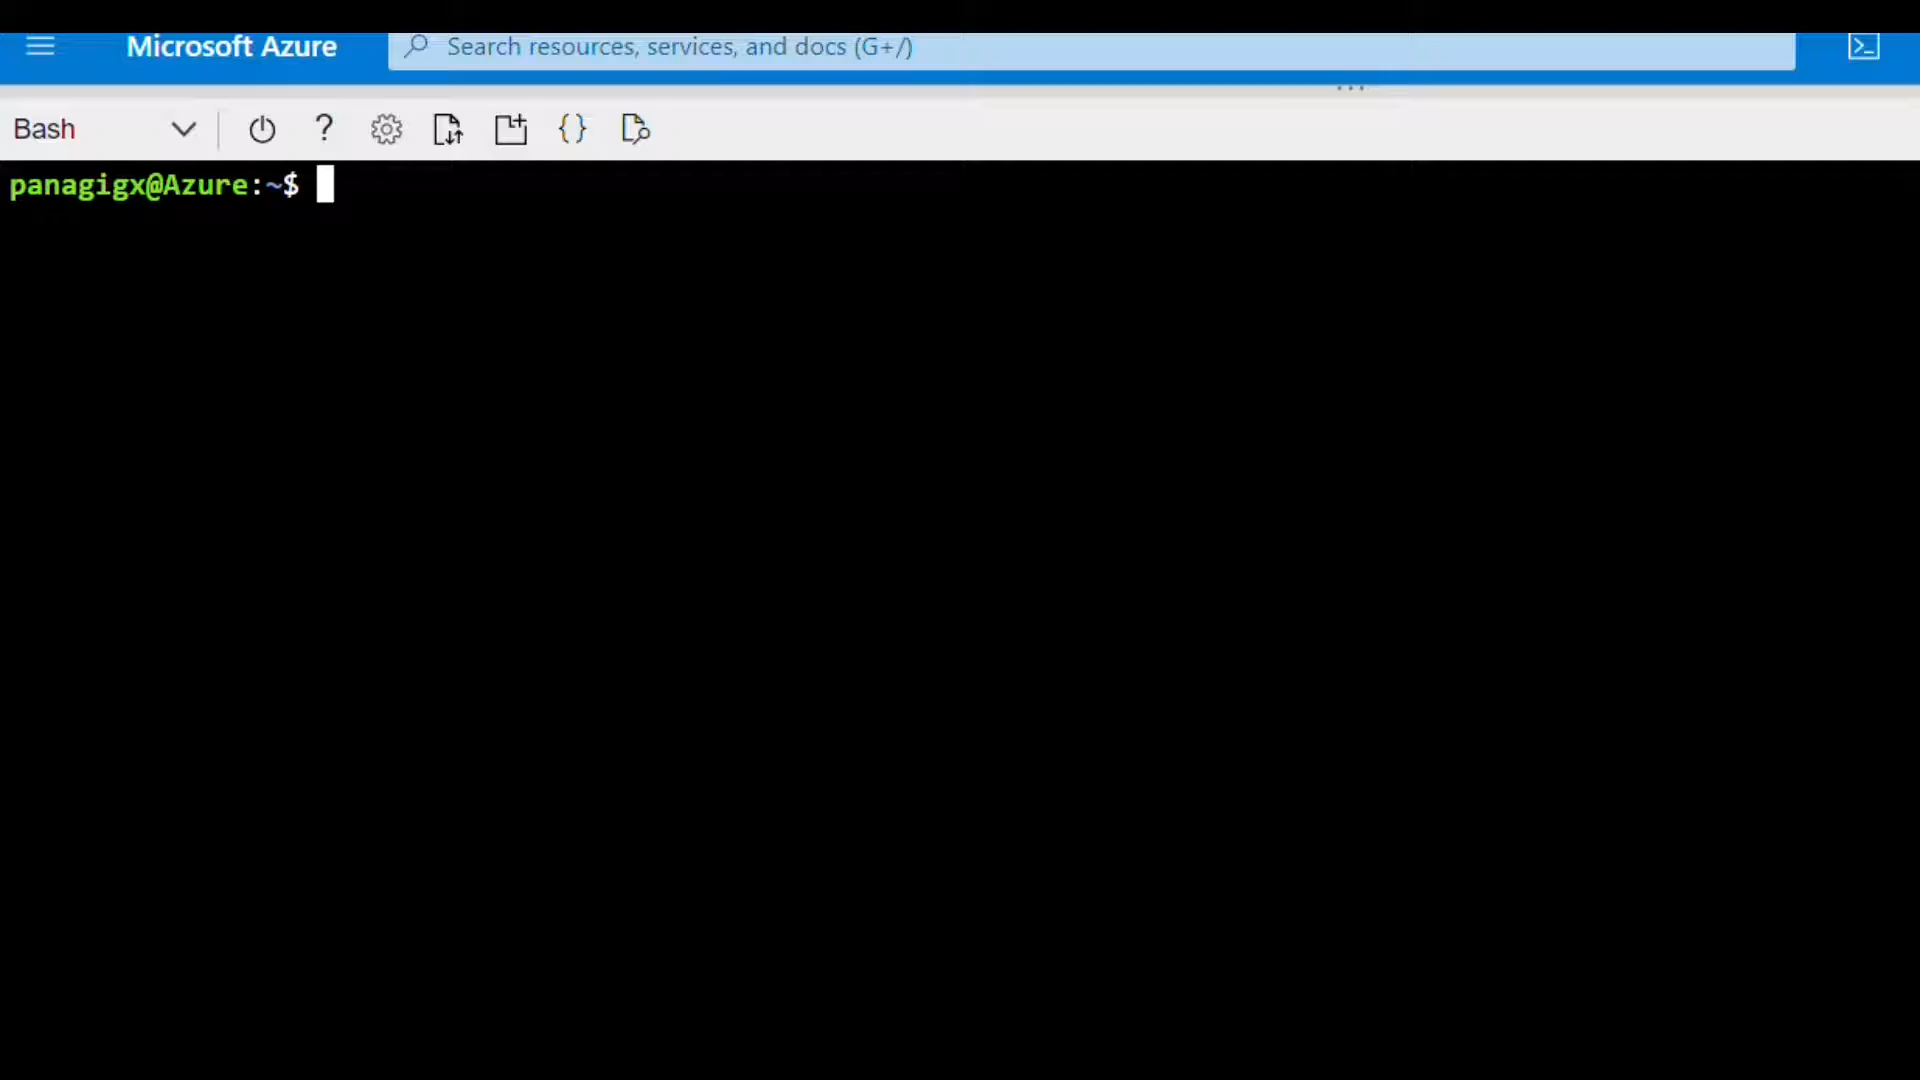 Microsoft Azure
Search resources, services, and docs (G+/)
Bash
panagigx@Azure:~$